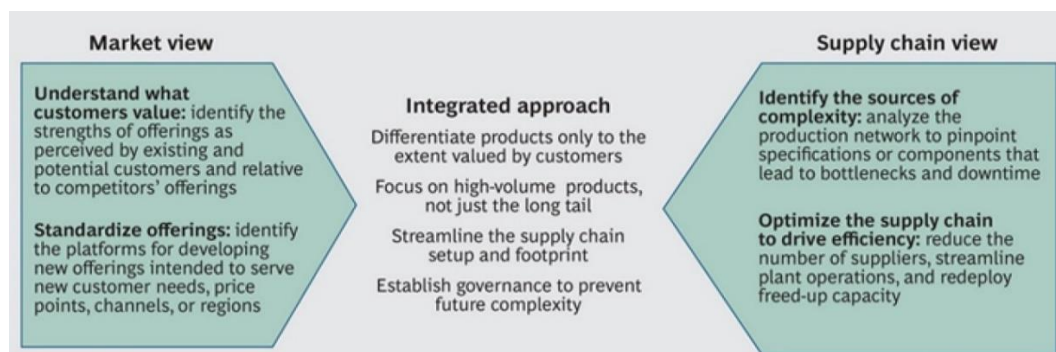 Market view
Understand what
customers value: identify the
strengths of offerings as
perceived by existing and
potential customers and relative
to competitors' offerings
Standardize offerings: identify
the platforms for developing
new offerings intended to serve
new customer needs, price
points, channels, or regions
Integrated approach
Differentiate products only to the
extent valued by customers
Focus on high-volume products,
not just the long tail
Streamline the supply chain
setup and footprint
Establish governance to prevent
future complexity
Supply chain view
Identify the sources of
complexity: analyze the
production network to pinpoint
specifications or components that
lead to bottlenecks and downtime
Optimize the supply chain
to drive efficiency: reduce the
number of suppliers, streamline
plant operations, and redeploy
freed-up capacity